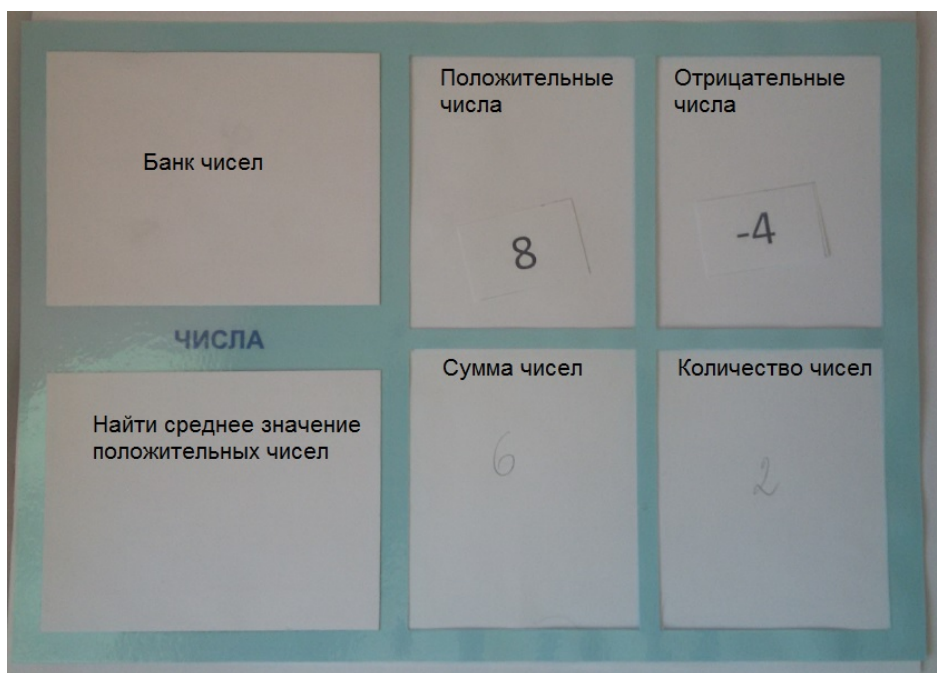 Банк чисел
Положительные
числа
8
Отрицательные
числа
-4
ЧИСЛА
Найти среднее значение
положительных чисел
Сумма чисел
6
Количество чисел
2